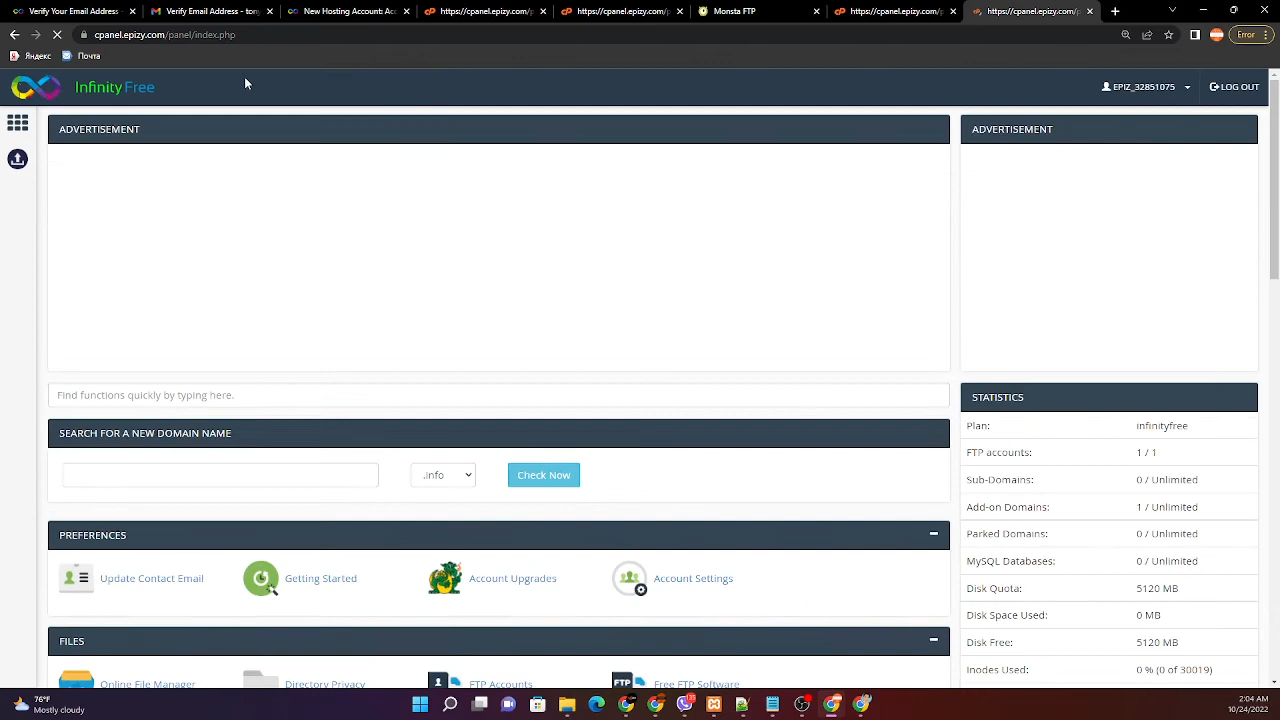 Verify Your Email Address -
Verify Email Address - tony
New Hosting Account: Ac
https://cpanel.epizy.com/p
https://cpanel.epizy.com/p
Monsta FTP
https://cpanel.epizy.com/p
https://cpanel.epizy.com/p
cpanel.epizy.com/panel/index.php
Error
Яндекс
Почта
InfinityFree
EPIZ_32851075
LOG OUT
ADVERTISEMENT
ADVERTISEMENT
Find functions quickly by typing here.
SEARCH FOR A NEW DOMAIN NAME
.info
Check Now
PREFERENCES
Update Contact Email
Getting Started
Account Upgrades
Account Settings
FILES
Online File Manager
Directory Privacy
FTP
FTP Accounts
FTP
Free FTP Software
STATISTICS
Plan: infinityfree
FTP accounts: 1 / 1
Sub-Domains: 0 / Unlimited
Add-on Domains: 1 / Unlimited
Parked Domains: 0 / Unlimited
MySQL Databases: 0 / Unlimited
Disk Quota: 5120 MB
Disk Space Used: 0 MB
Disk Free: 5120 MB
Inodes Used: 0 % (0 of 30019)
Mostly cloudy
2:04 AM
10/24/2022